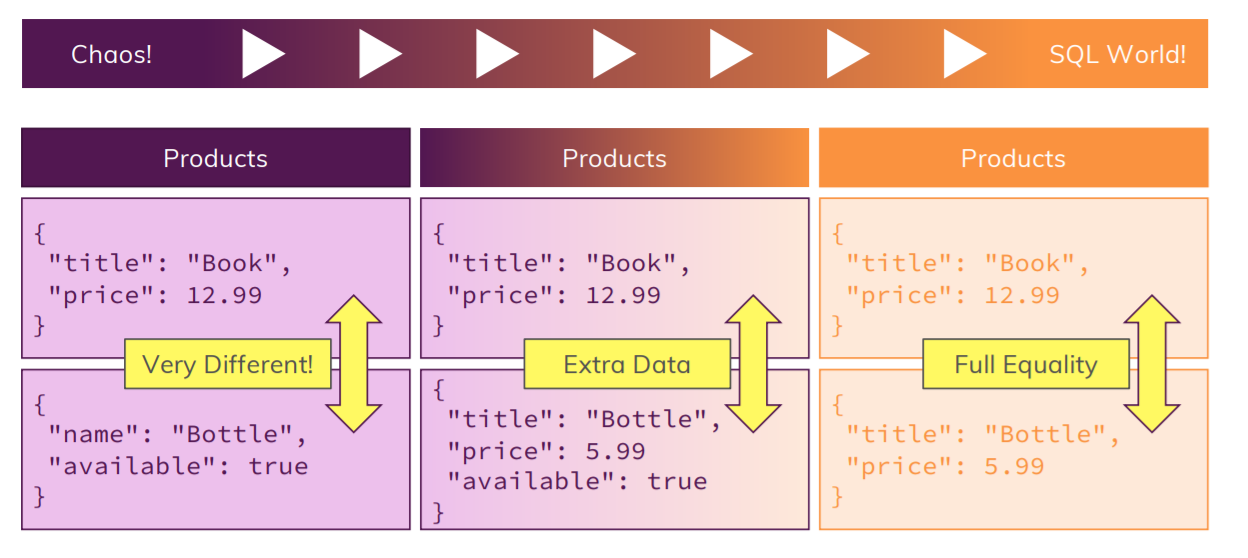 Chaos!
SQL World!
Products
{
"title": "Book",
"price": 12.99
}
Very Different!
{
"name": "Bottle",
"available": true
}
Products
{
"title": "Book",
"price": 12.99
}
Extra Data
{
"title": "Bottle",
"price": 5.99
"available": true
}
Products
{
"title": "Book",
"price": 12.99
}
Full Equality
{
"title": "Bottle",
"price": 5.99
}